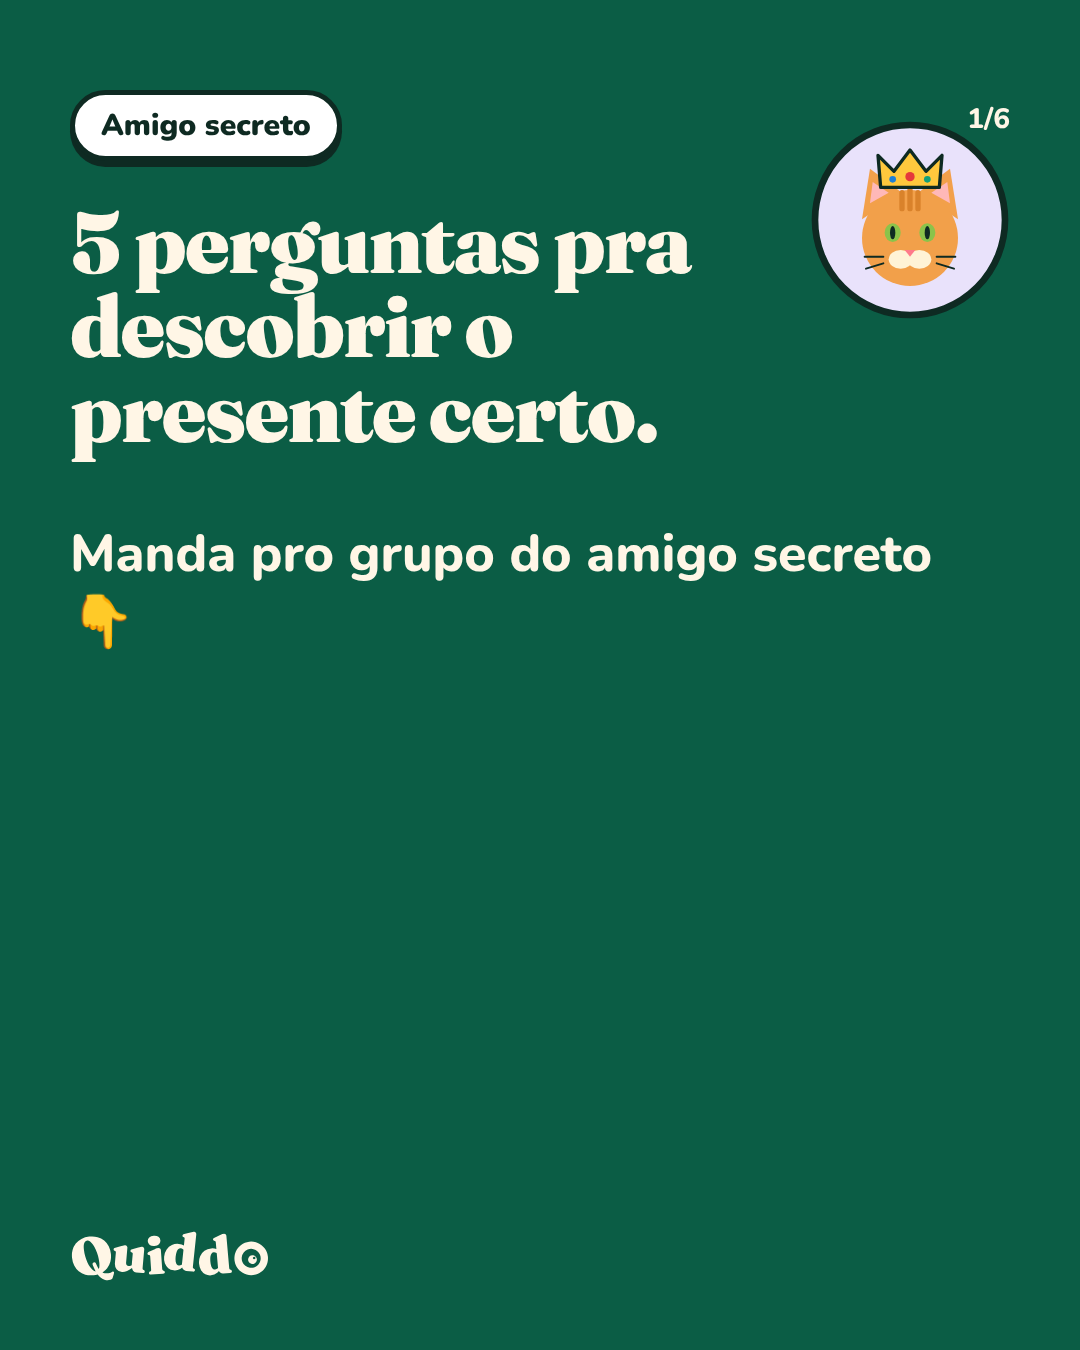 Amigo secreto
1/6
5 perguntas pra
descobrir o
presente certo.
Manda pro grupo do amigo secreto
👇
Quiddo